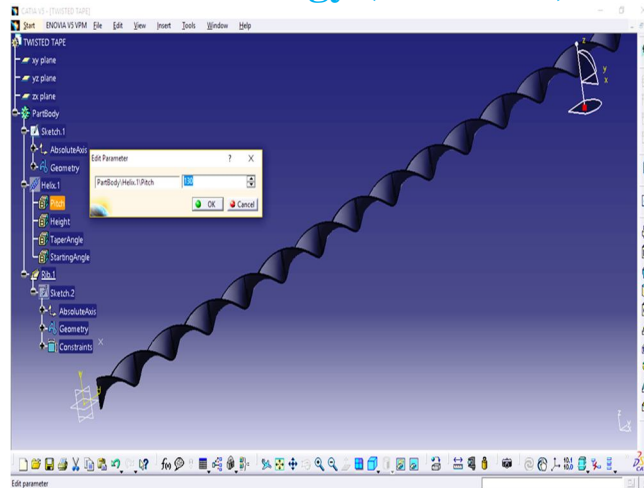 CATIA V5 - [TWISTED TAPE]
Start ENOVIA V5 VPM File Edit View Insert Tools Window Help
TWISTED TAPE
xy plane
yz plane
zx plane
PartBody
Sketch.1
AbsoluteAxis
Geometry
Helix.1
Pitch
Height
TaperAngle
StartingAngle
Rib.1
Sketch.2
AbsoluteAxis
Geometry
Constraints
Edit Parameter ? X
PartBody\Helix.1\Pitch 130
OK Cancel
z
y
x
Edit parameter